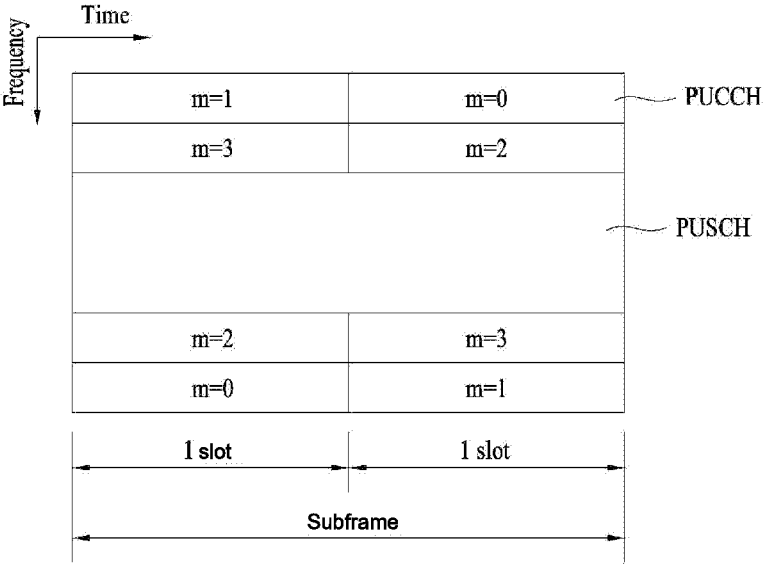 Time
Frequency
m=1 m=0 PUCCH
m=3 m=2
PUSCH
m=2 m=3
m=0 m=1
1 slot 1 slot
Subframe